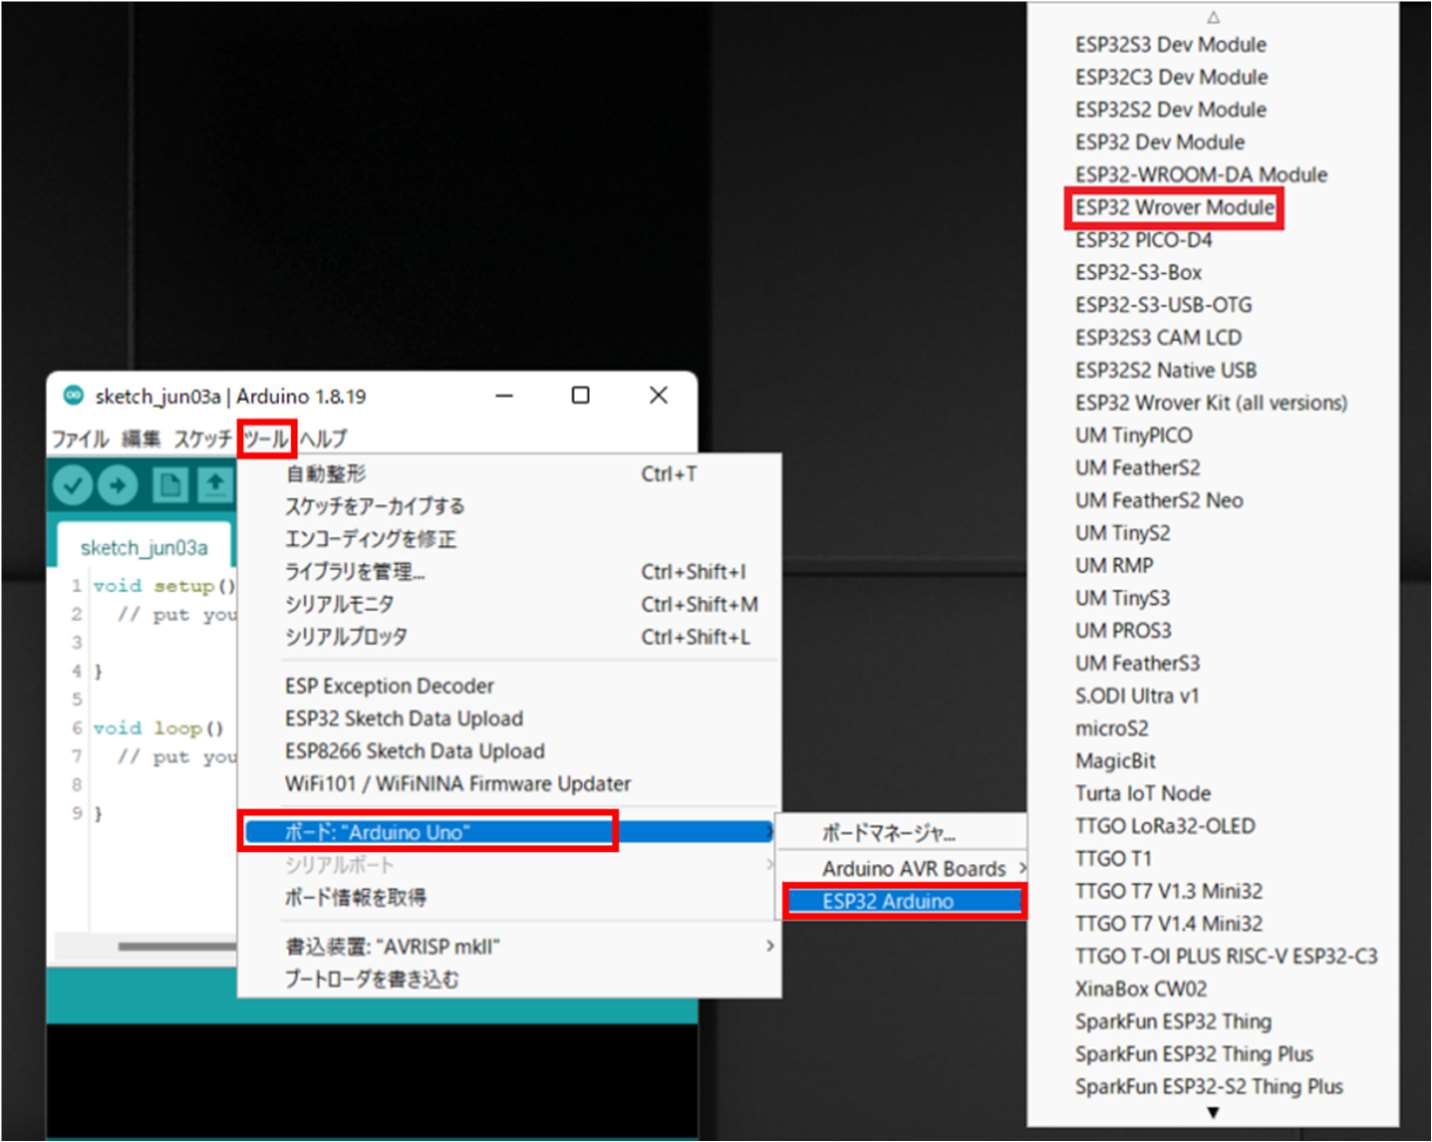 sketch_jun03a | Arduino 1.8.19
ファイル 編集 スケッチ ツール ヘルプ
sketch_jun03a
1 void setup()
2 // put you
3
4 }
5
6 void loop()
7 // put you
8
9 }
自動整形 Ctrl+T
スケッチをアーカイブする
エンコーディングを修正
ライブラリを管理... Ctrl+Shift+I
シリアルモニタ Ctrl+Shift+M
シリアルプロッタ Ctrl+Shift+L
ESP Exception Decoder
ESP32 Sketch Data Upload
ESP8266 Sketch Data Upload
WiFi101 / WiFiNINA Firmware Updater
ボード: "Arduino Uno"
シリアルポート
ボード情報を取得
書込装置: "AVRISP mkII"
ブートローダを書き込む
ボードマネージャ...
Arduino AVR Boards
ESP32 Arduino
ESP32S3 Dev Module
ESP32C3 Dev Module
ESP32S2 Dev Module
ESP32 Dev Module
ESP32-WROOM-DA Module
ESP32 Wrover Module
ESP32 PICO-D4
ESP32-S3-Box
ESP32-S3-USB-OTG
ESP32S3 CAM LCD
ESP32S2 Native USB
ESP32 Wrover Kit (all versions)
UM TinyPICO
UM FeatherS2
UM FeatherS2 Neo
UM TinyS2
UM RMP
UM TinyS3
UM PROS3
UM FeatherS3
S.ODI Ultra v1
microS2
MagicBit
Turta IoT Node
TTGO LoRa32-OLED
TTGO T1
TTGO T7 V1.3 Mini32
TTGO T7 V1.4 Mini32
TTGO T-OI PLUS RISC-V ESP32-C3
XinaBox CW02
SparkFun ESP32 Thing
SparkFun ESP32 Thing Plus
SparkFun ESP32-S2 Thing Plus